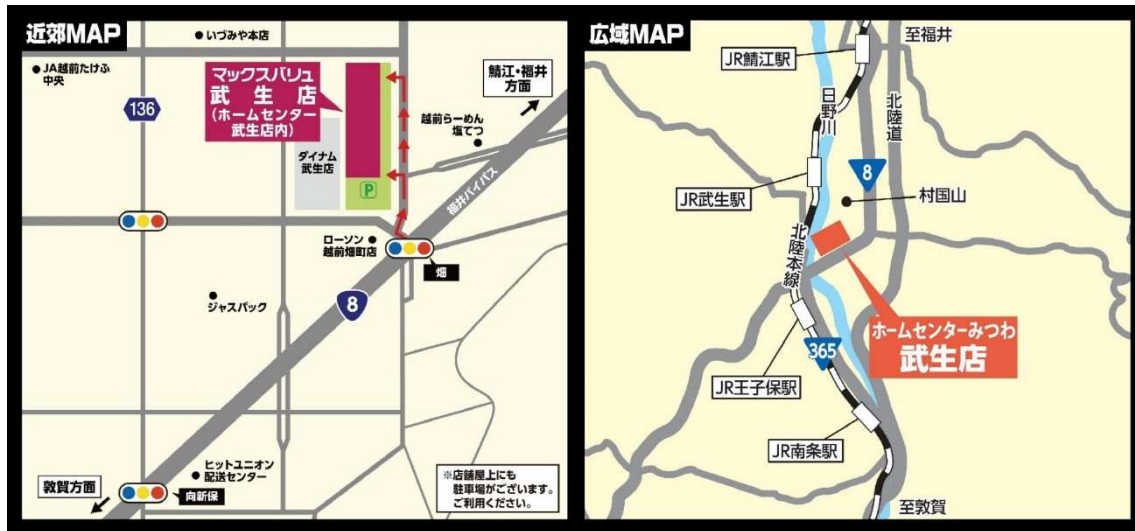 近郊MAP
いづみや本店
JA越前たけふ
中央
136
マックスバリュ
武生店
(ホームセンター
武生店内)
鯖江・福井
方面
越前らーめん
塩てつ
ダイナム
武生店
P
福井バイパス
ローソン
越前畑町店
畑
8
ジャスパック
ヒットユニオン
配送センター
敦賀方面
向新保
※店舗屋上にも
駐車場がございます。
ご利用ください。
広域MAP
至福井
JR鯖江駅
日野川
北陸道
8
JR武生駅
村国山
北陸本線
ホームセンターみつわ
武生店
365
JR王子保駅
JR南条駅
至敦賀